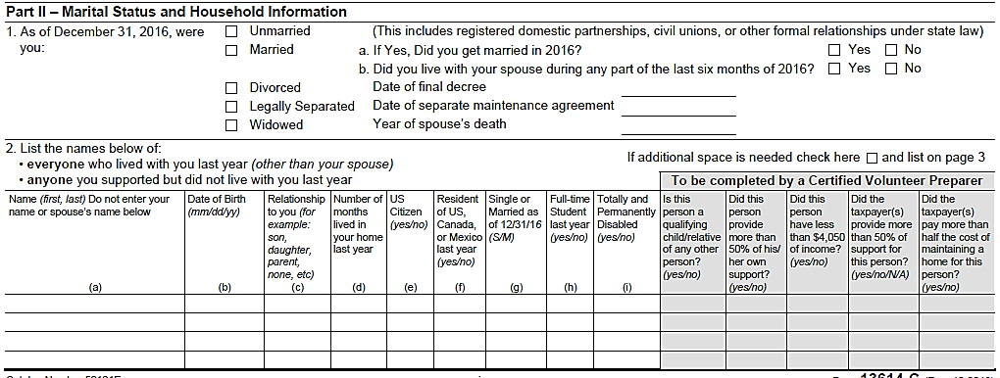 Part II – Marital Status and Household Information
1. As of December 31, 2016, were you:
Unmarried (This includes registered domestic partnerships, civil unions, or other formal relationships under state law)
Married a. If Yes, Did you get married in 2016? Yes No
b. Did you live with your spouse during any part of the last six months of 2016? Yes No
Divorced Date of final decree
Legally Separated Date of separate maintenance agreement
Widowed Year of spouse's death
2. List the names below of:
• everyone who lived with you last year (other than your spouse)
• anyone you supported but did not live with you last year
If additional space is needed check here and list on page 3
To be completed by a Certified Volunteer Preparer
Name (first, last) Do not enter your
name or spouse's name below
(a)
Date of Birth
(mm/dd/yy)
(b)
Relationship
to you (for
example:
son,
daughter,
parent,
none, etc)
(c)
Number of
months
lived in
your home
last year
(d)
US
Citizen
(yes/no)
(e)
Resident
of US,
Canada,
or Mexico
last year
(yes/no)
(f)
Single or
Married as
of 12/31/16
(S/M)
(g)
Full-time
Student
last year
(yes/no)
(h)
Totally and
Permanently
Disabled
(yes/no)
(i)
Is this
person a
qualifying
child/relative
of any other
person?
(yes/no)
Did this
person
provide
more than
50% of his/
her own
support?
(yes/no)
Did this
person
have less
than $4,050
of income?
(yes/no)
Did the
taxpayer(s)
provide more
than 50% of
support for
this person?
(yes/no/N/A)
Did the
taxpayer(s)
pay more than
half the cost of
maintaining a
home for this
person?
(yes/no)